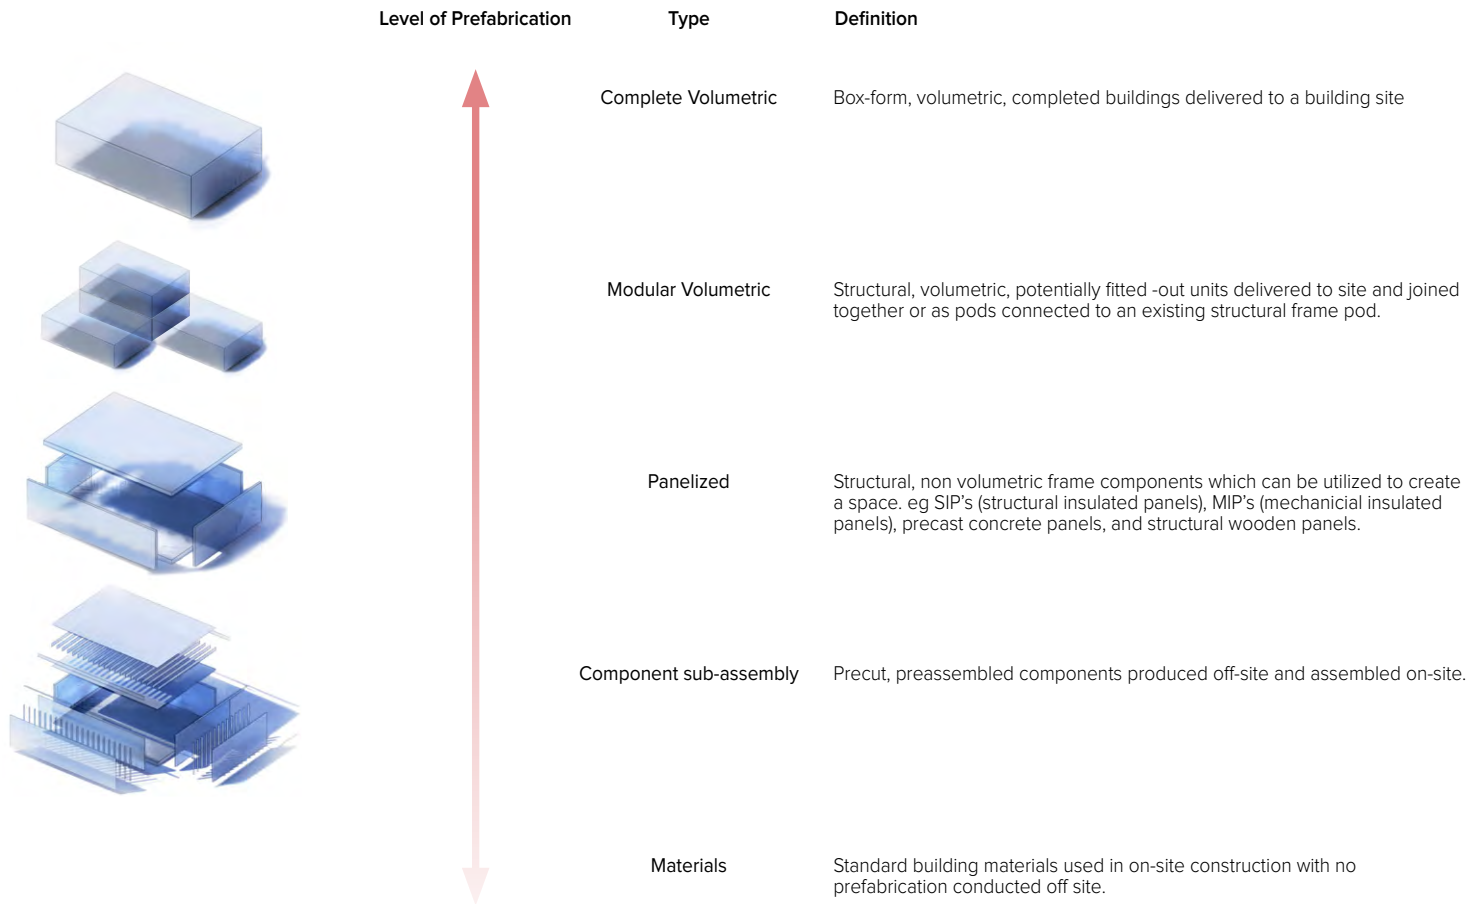 Level of Prefabrication Type Definition
Complete Volumetric Box-form, volumetric, completed buildings delivered to a building site
Modular Volumetric Structural, volumetric, potentially fitted -out units delivered to site and joined
together or as pods connected to an existing structural frame pod.
Panelized Structural, non volumetric frame components which can be utilized to create
a space. eg SIP's (structural insulated panels), MIP's (mechanicial insulated
panels), precast concrete panels, and structural wooden panels.
Component sub-assembly Precut, preassembled components produced off-site and assembled on-site.
Materials Standard building materials used in on-site construction with no
prefabrication conducted off site.